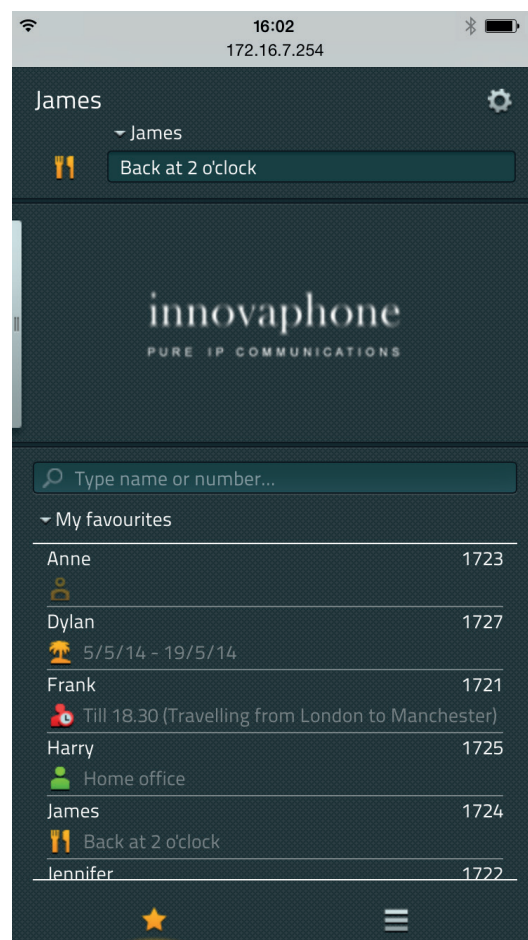 16:02
172.16.7.254
James
James
Back at 2 o'clock
innovaphone
PURE IP COMMUNICATIONS
Type name or number...
My favourites
Anne 1723
Dylan 1727
5/5/14 - 19/5/14
Frank 1721
Till 18.30 (Travelling from London to Manchester)
Harry 1725
Home office
James 1724
Back at 2 o'clock
Jennifer 1722